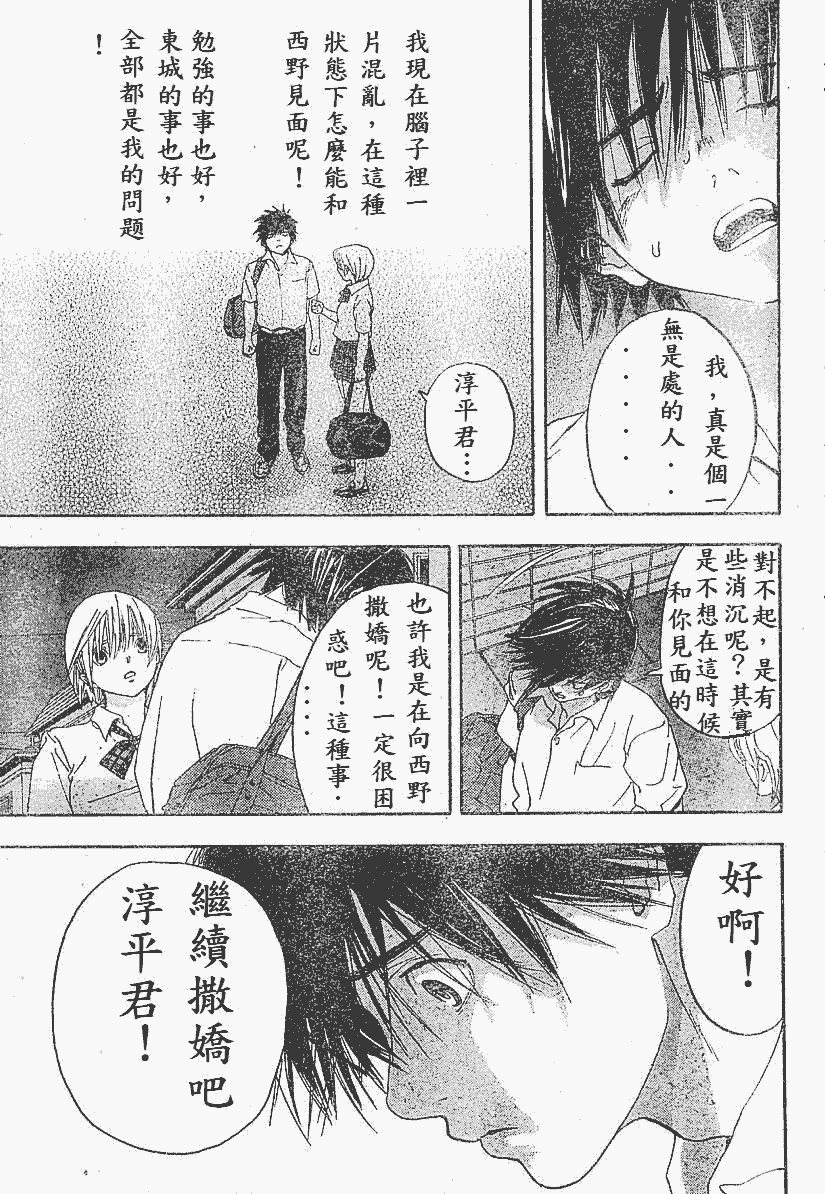 我，真是個一
無是處的人．．
．．．．．
我現在腦子裡一
片混亂，在這種
狀態下怎麼能和
西野見面呢！
勉強的事也好，
東城的事也好，
全部都是我的問題
！
淳平君…
對不起，是有
些消沉呢？其實
是不想在這時候
和你見面的
也許我是在向西野
撒嬌呢！一定很困
惑吧！這種事．
．．．．
好啊！
繼續撒嬌吧
淳平君！